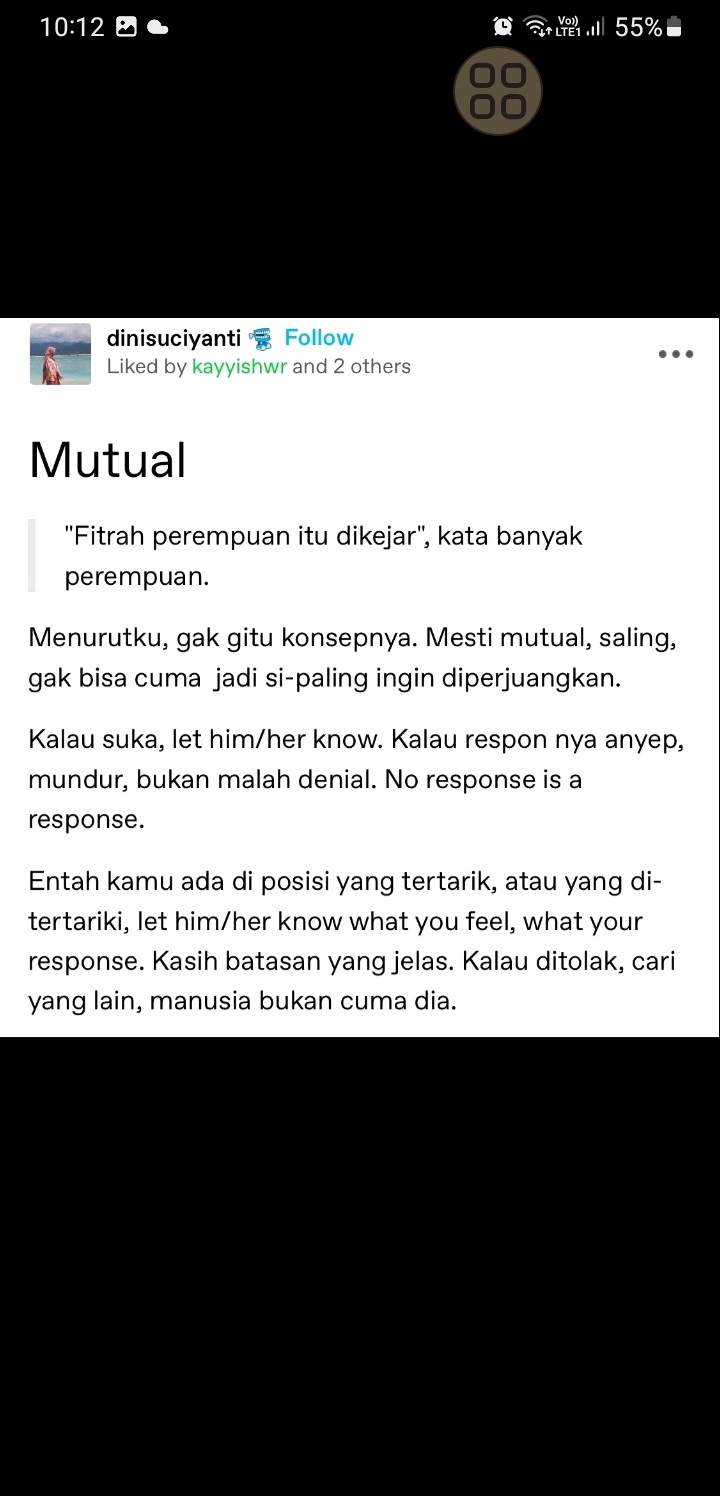 10:12 Vo)) LTE1 55%
dinisuciyanti Follow
Liked by kayyishwr and 2 others
Mutual
"Fitrah perempuan itu dikejar", kata banyak
perempuan.
Menurutku, gak gitu konsepnya. Mesti mutual, saling,
gak bisa cuma  jadi si-paling ingin diperjuangkan.
Kalau suka, let him/her know. Kalau respon nya anyep,
mundur, bukan malah denial. No response is a
response.
Entah kamu ada di posisi yang tertarik, atau yang di-
tertariki, let him/her know what you feel, what your
response. Kasih batasan yang jelas. Kalau ditolak, cari
yang lain, manusia bukan cuma dia.